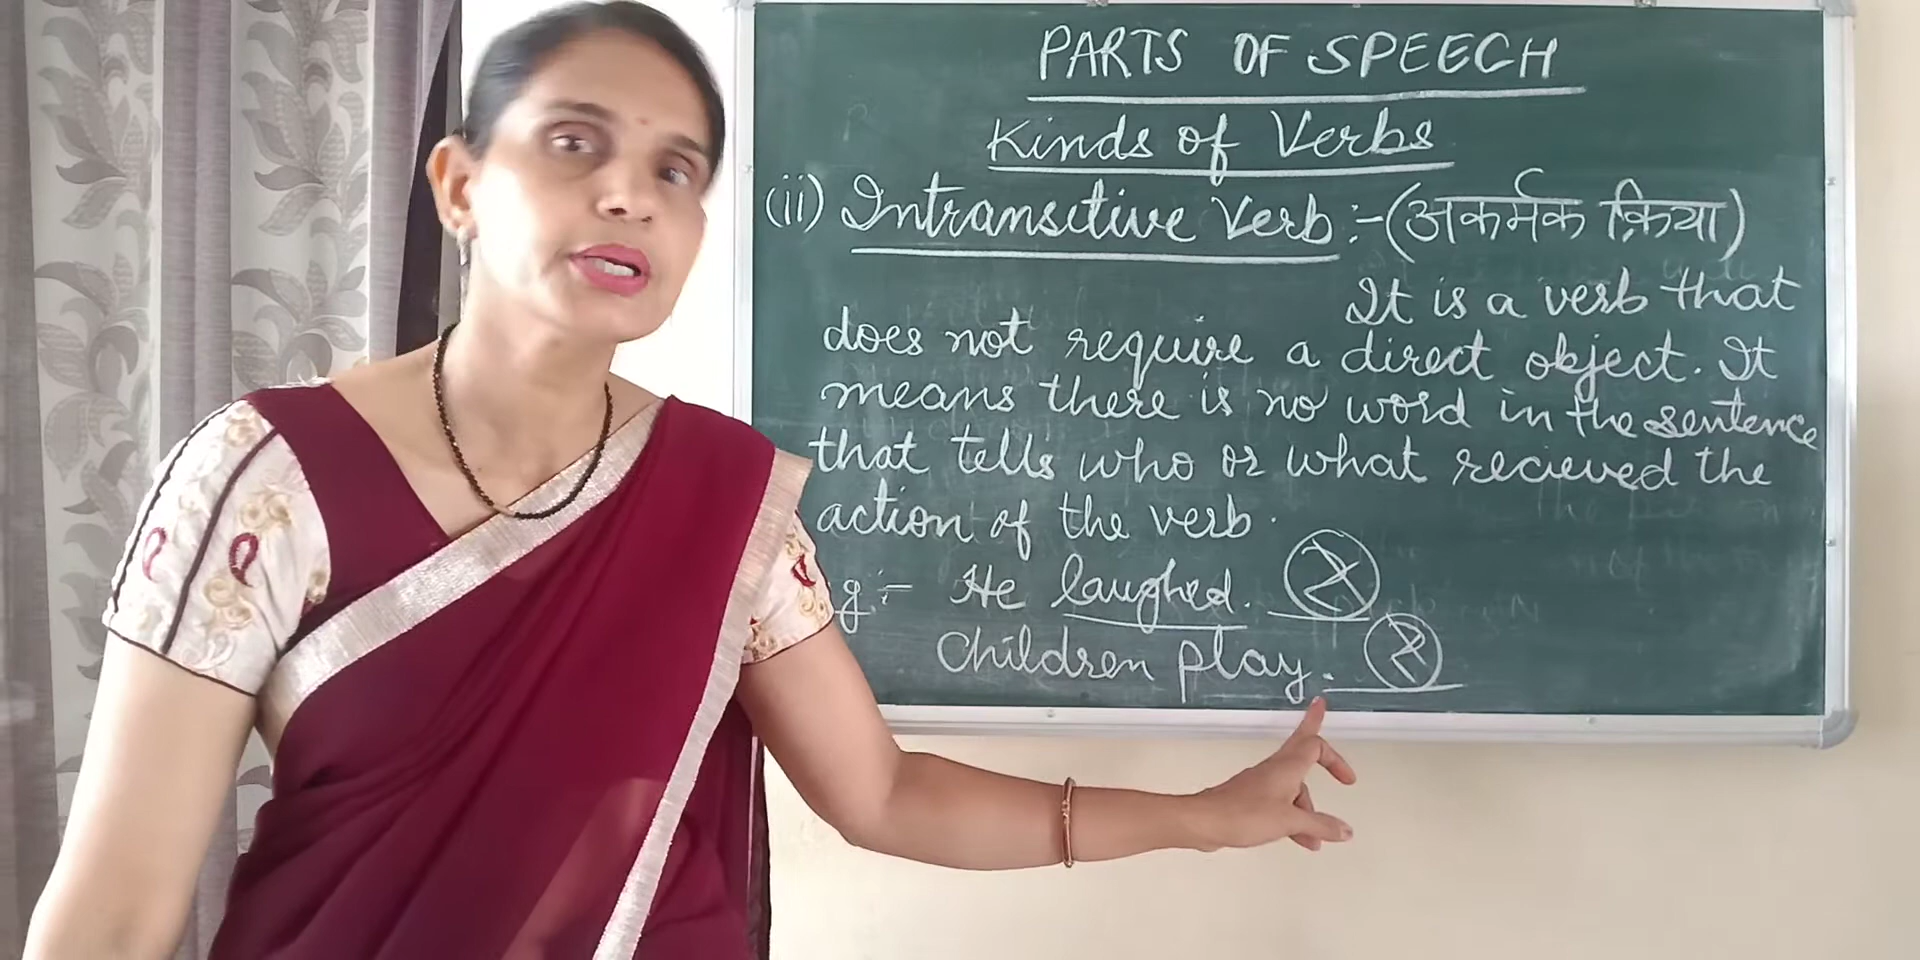 PARTS OF SPEECH
Kinds of Verbs
(ii) Intransitive Verb :- (अकर्मक क्रिया)
It is a verb that
does not require a direct object. It
means there is no word in the sentence
that tells who or what recieved the
action of the verb.
g :- He laughed.
Children play.